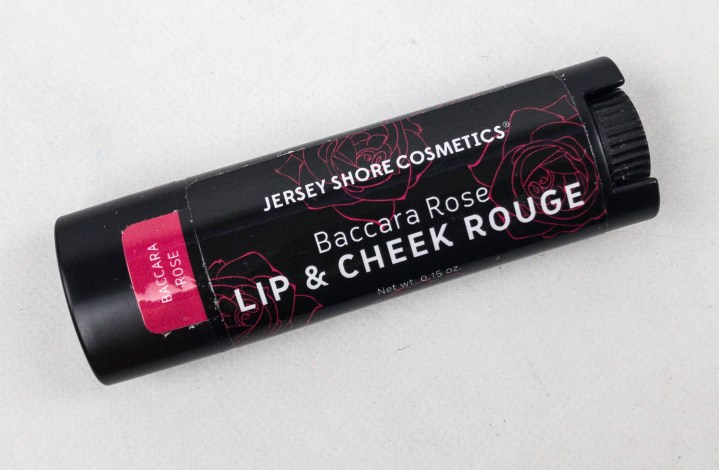 JERSEY SHORE COSMETICS®
Baccara Rose
LIP & CHEEK ROUGE
Net wt. 0.15 oz.
BACCARA
ROSE